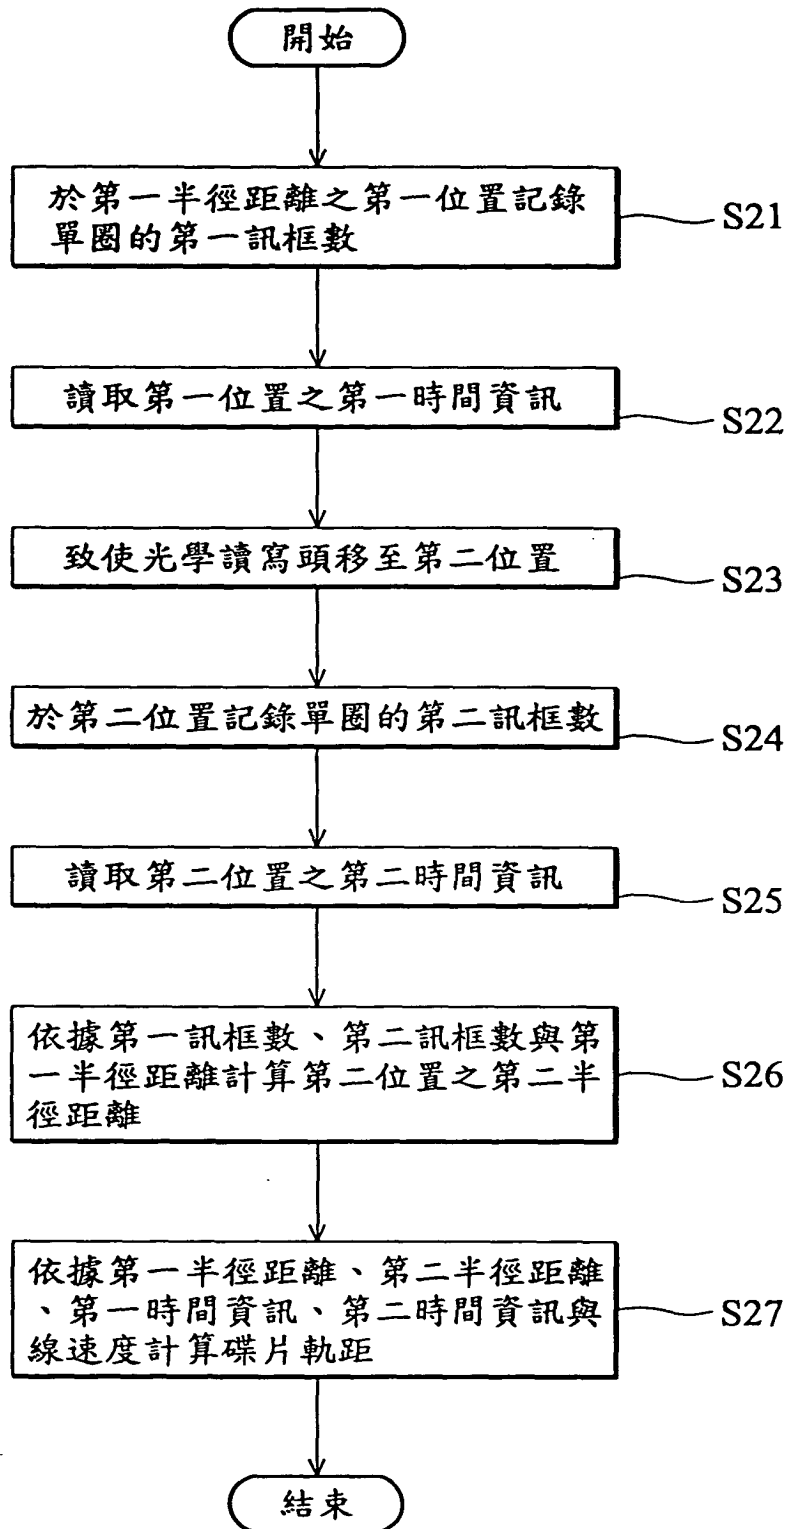 開始
於第一半徑距離之第一位置記錄
單圈的第一訊框數
S21
讀取第一位置之第一時間資訊
S22
致使光學讀寫頭移至第二位置
S23
於第二位置記錄單圈的第二訊框數
S24
讀取第二位置之第二時間資訊
S25
依據第一訊框數、第二訊框數與第
一半徑距離計算第二位置之第二半
徑距離
S26
依據第一半徑距離、第二半徑距離
、第一時間資訊、第二時間資訊與
線速度計算碟片軌距
S27
結束